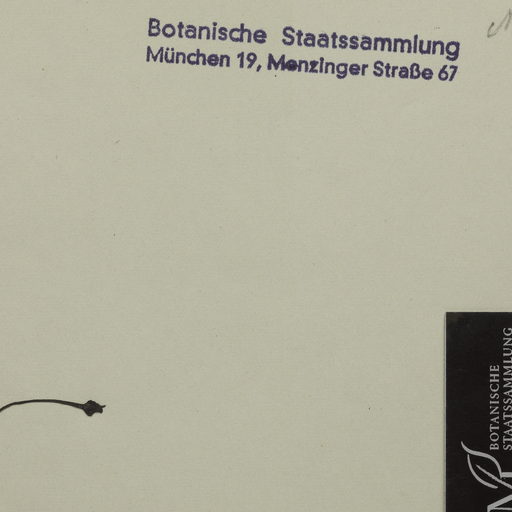 Botanische Staatssammlung
München 19, Menzinger Straße 67
BOTANISCHE
STAATSSAMMLUNG
M